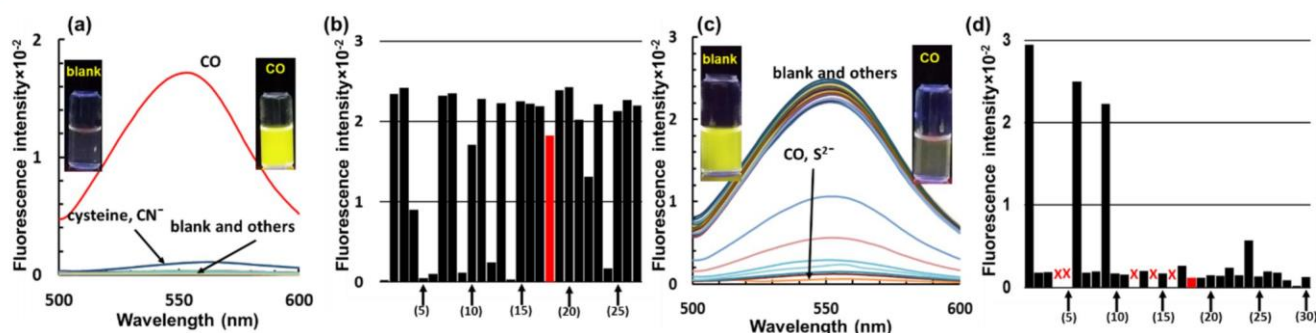 (a)
Fluorescence intensity×10⁻²
2
1
0
500
550
600
Wavelength (nm)
blank
CO
CO
cysteine, CN⁻
blank and others
(b)
Fluorescence intensity×10⁻²
3
2
1
0
(5)
(10)
(15)
(20)
(25)
(c)
Fluorescence intensity×10⁻²
3
2
1
0
500
550
600
Wavelength (nm)
blank
blank and others
CO
CO, S²⁻
(d)
Fluorescence intensity×10⁻²
3
2
1
0
XX
X
X
X
(5)
(10)
(15)
(20)
(25)
(30)